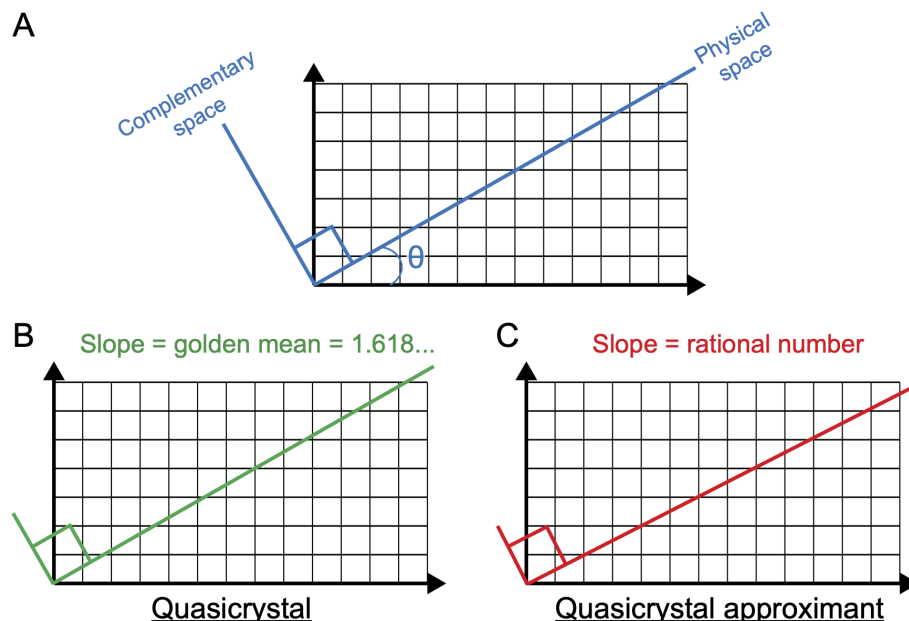 A
Complementary
space
Physical
space
θ
B
Slope = golden mean = 1.618...
Quasicrystal
C
Slope = rational number
Quasicrystal approximant